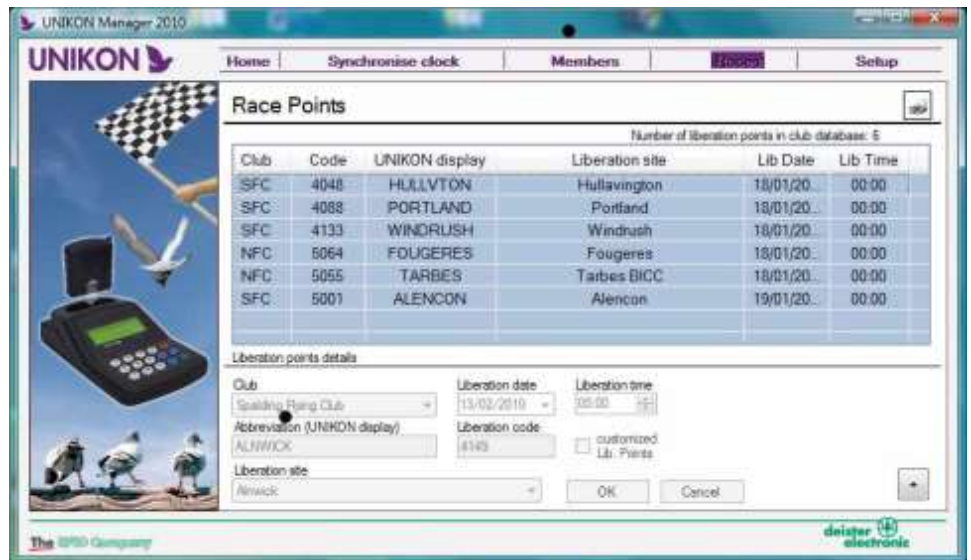 UNIKON Manager 2010
UNIKON
Home Synchronise clock Members Races Setup
Race Points
Number of liberation points in club database: 6
Club Code UNIKON display Liberation site Lib Date Lib Time
SFC 4048 HULLVTON Hullavington 18/01/20... 00:00
SFC 4088 PORTLAND Portland 18/01/20... 00:00
SFC 4133 WINDRUSH Windrush 18/01/20... 00:00
NFC 5064 FOUGERES Fougeres 18/01/20... 00:00
NFC 5055 TARBES Tarbes BICC 18/01/20... 00:00
SFC 5001 ALENCON Alencon 19/01/20... 00:00
Liberation points details
Club Liberation date Liberation time
Spalding Flying Club 13/02/2010 00:00
Abbreviation (UNIKON display) Liberation code
ALNWICK 4149 customized
Lib. Points
Liberation site
Alnwick OK Cancel +
The RFID Company
deister
electronic